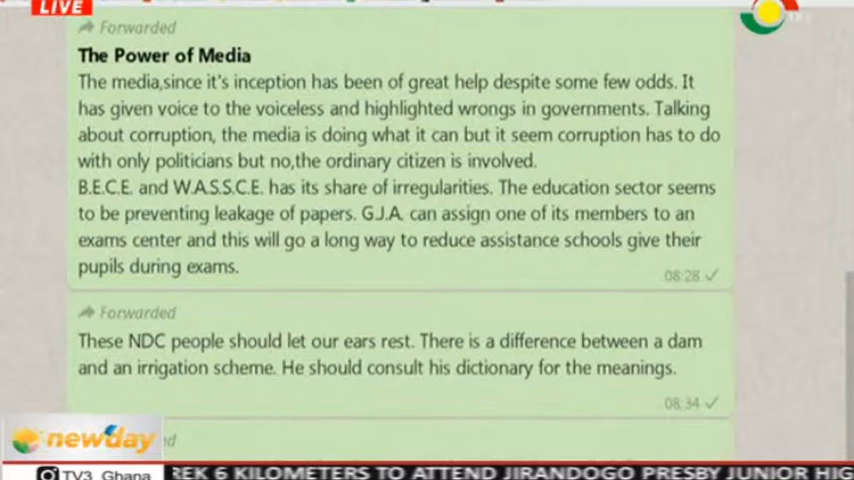 LIVE
Forwarded
The Power of Media
The media,since it's inception has been of great help despite some few odds. It
has given voice to the voiceless and highlighted wrongs in governments. Talking
about corruption, the media is doing what it can but it seem corruption has to do
with only politicians but no,the ordinary citizen is involved.
B.E.C.E. and W.A.S.S.C.E. has its share of irregularities. The education sector seems
to be preventing leakage of papers. G.J.A. can assign one of its members to an
exams center and this will go a long way to reduce assistance schools give their
pupils during exams.
08:28
Forwarded
These NDC people should let our ears rest. There is a difference between a dam
and an irrigation scheme. He should consult his dictionary for the meanings.
08:34
newday
TV3_Ghana
REK 6 KILOMETERS TO ATTEND JIRANDOGO PRESBY JUNIOR HIG